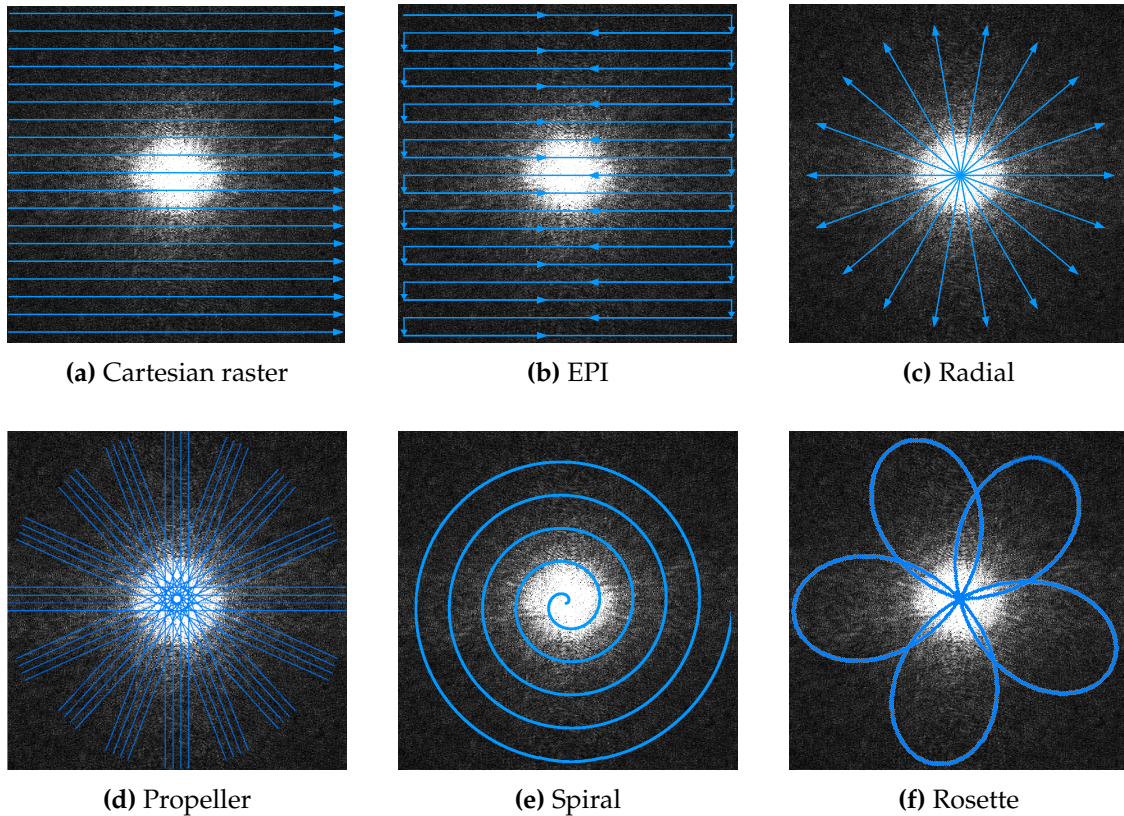 (a) Cartesian raster
(b) EPI
(c) Radial
(d) Propeller
(e) Spiral
(f) Rosette